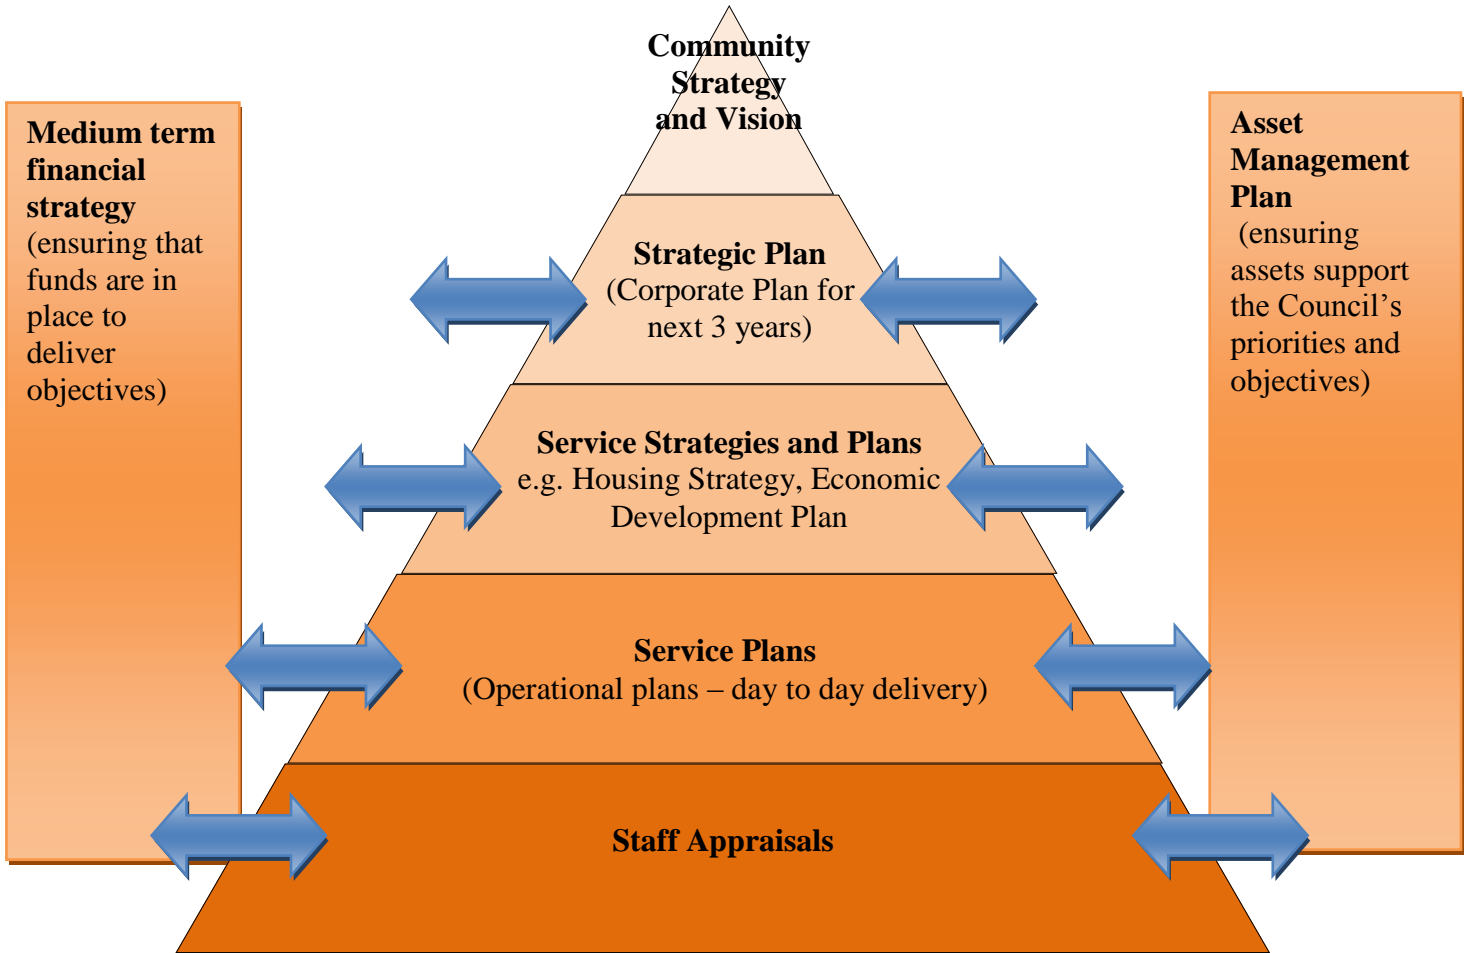 Community
Strategy
and Vision
Medium term
financial
strategy
(ensuring that
funds are in
place to
deliver
objectives)
Asset
Management
Plan
(ensuring
assets support
the Council’s
priorities and
objectives)
Strategic Plan
(Corporate Plan for
next 3 years)
Service Strategies and Plans
e.g. Housing Strategy, Economic
Development Plan
Service Plans
(Operational plans – day to day delivery)
Staff Appraisals